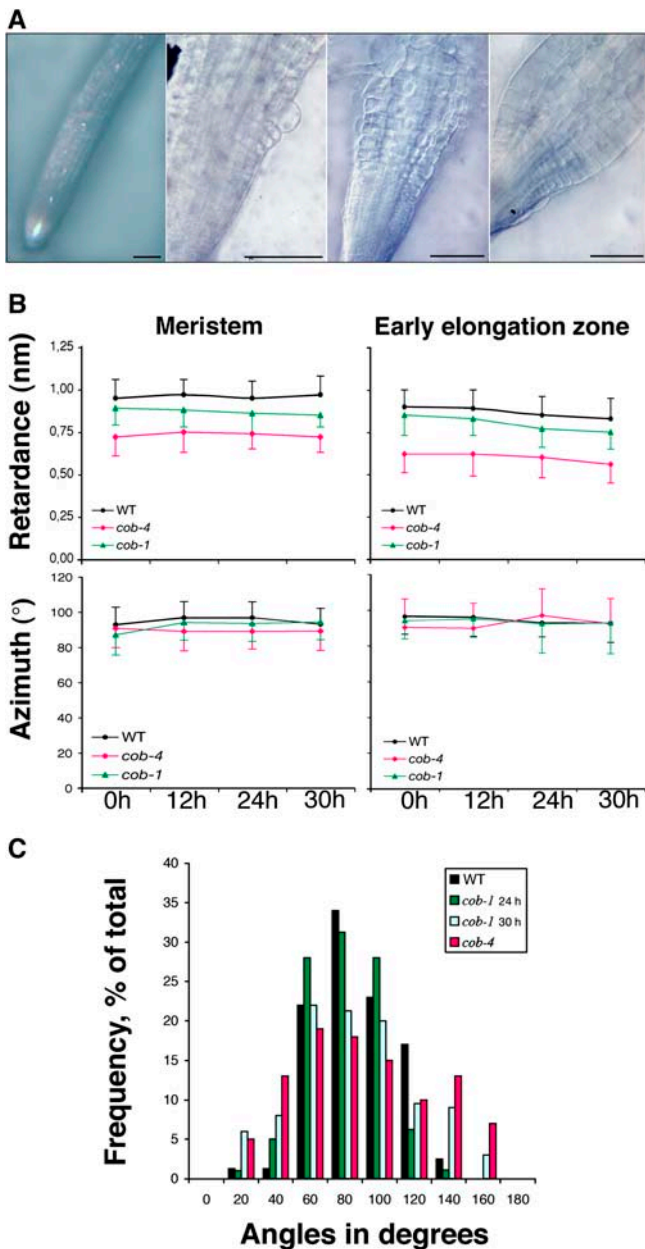 A
B
Meristem
Early elongation zone
Retardance (nm)
1,25
1,00
0,75
0,50
0,25
0,00
WT
cob-4
cob-1
WT
cob-4
cob-1
Azimuth (°)
120
100
80
60
40
20
0
WT
cob-4
cob-1
WT
cob-4
cob-1
0h 12h 24h 30h
0h 12h 24h 30h
C
Frequency, % of total
40
35
30
25
20
15
10
5
0
WT
cob-1 24 h
cob-1 30 h
cob-4
0 20 40 60 80 100 120 140 160 180
Angles in degrees